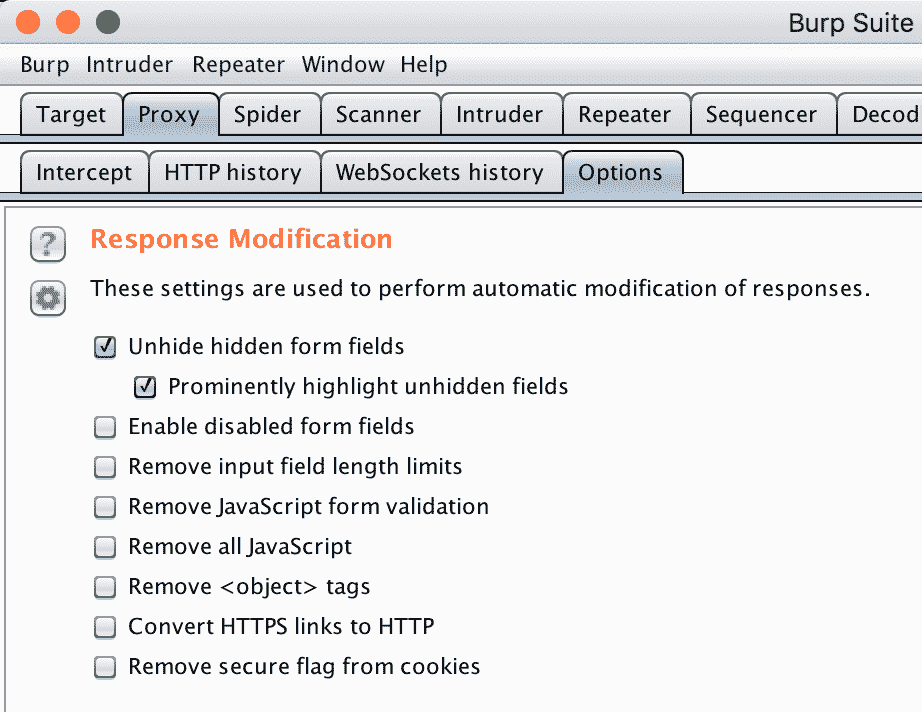 Burp Suite
Burp Intruder Repeater Window Help
Target Proxy Spider Scanner Intruder Repeater Sequencer Decod
Intercept HTTP history WebSockets history Options
? Response Modification
These settings are used to perform automatic modification of responses.
Unhide hidden form fields
Prominently highlight unhidden fields
Enable disabled form fields
Remove input field length limits
Remove JavaScript form validation
Remove all JavaScript
Remove <object> tags
Convert HTTPS links to HTTP
Remove secure flag from cookies